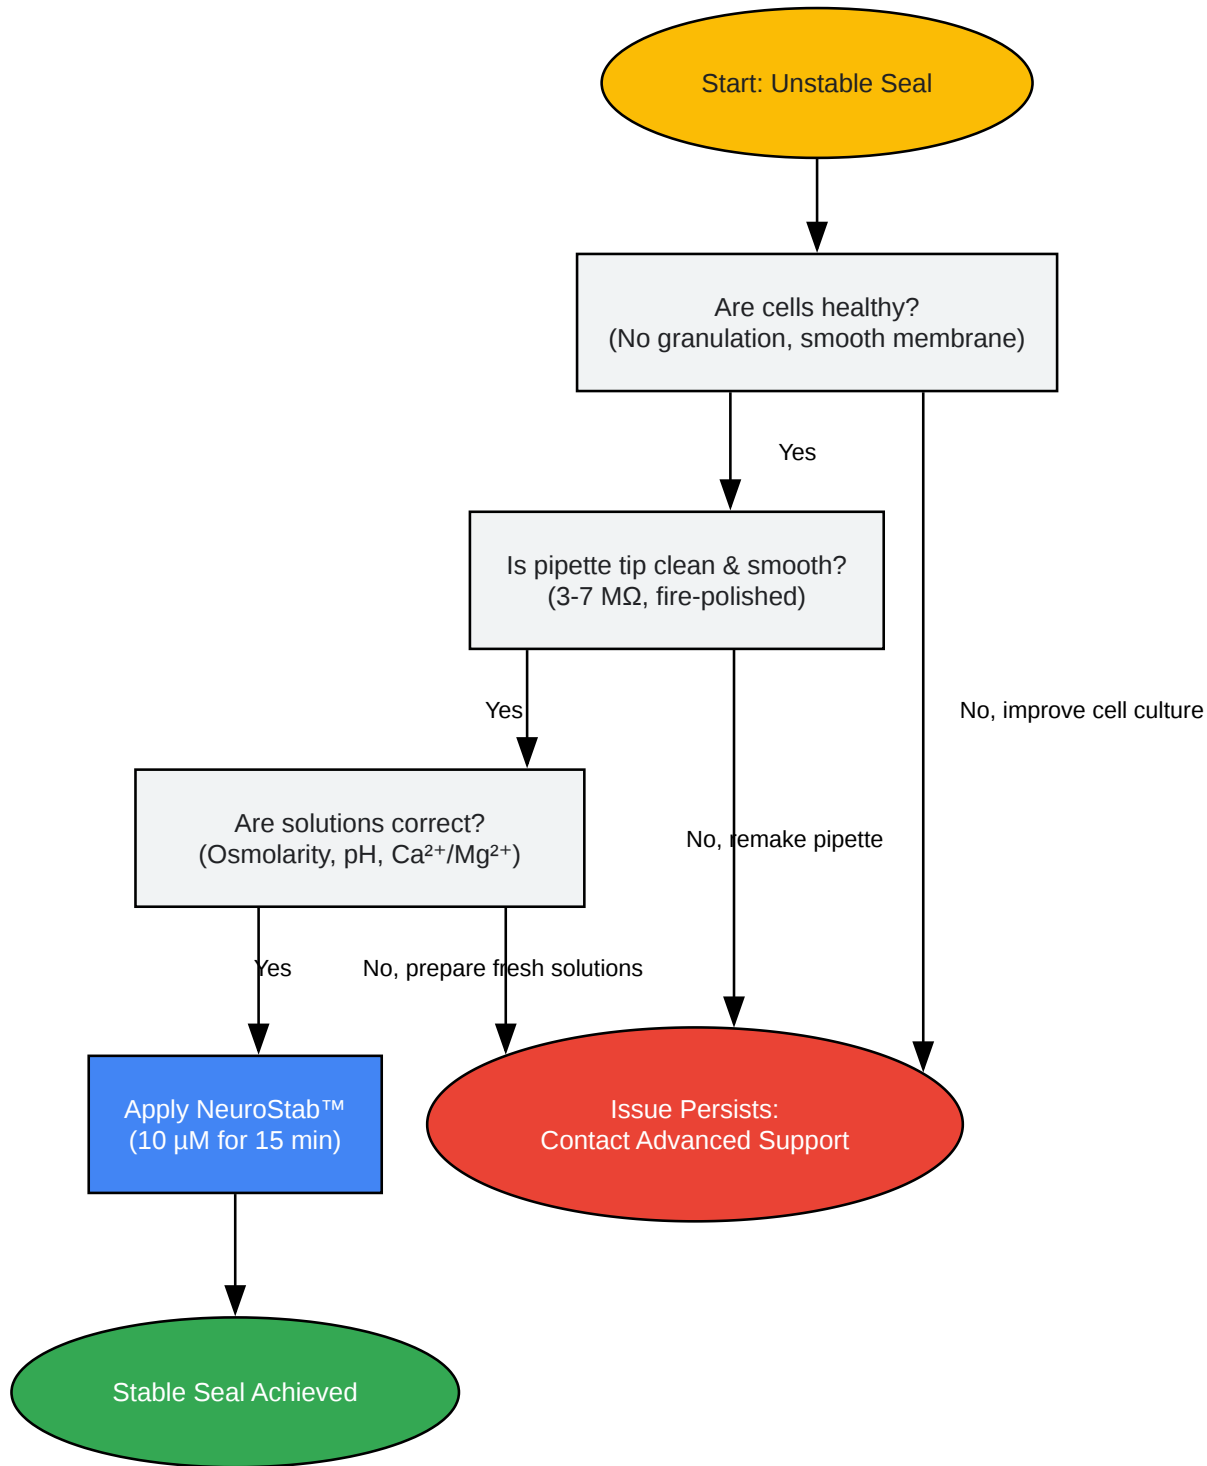 Start: Unstable Seal
Are cells healthy?
(No granulation, smooth membrane)
Yes
Is pipette tip clean & smooth?
(3-7 MΩ, fire-polished)
Yes
No, improve cell culture
Are solutions correct?
(Osmolarity, pH, Ca²⁺/Mg²⁺)
No, remake pipette
Yes
No, prepare fresh solutions
Apply NeuroStab™
(10 µM for 15 min)
Issue Persists:
Contact Advanced Support
Stable Seal Achieved